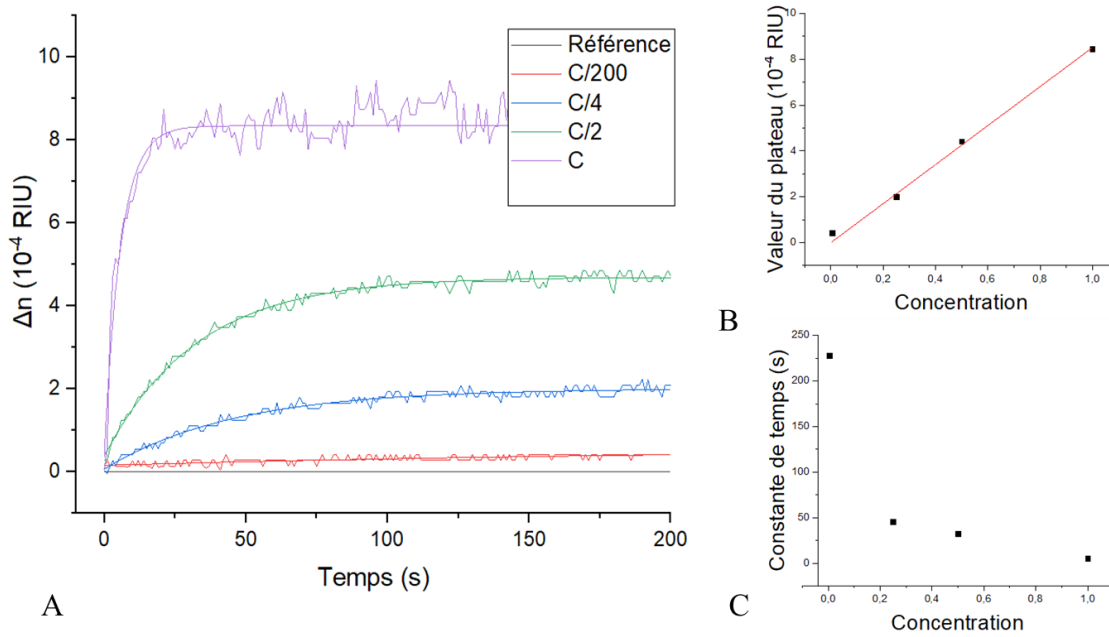 A
10
8
6
4
2
0
Δn (10⁻⁴ RIU)
0
50
100
150
200
Temps (s)
Référence
C/200
C/4
C/2
C
B
10
8
6
4
2
0
Valeur du plateau (10⁻⁴ RIU)
0,0
0,2
0,4
0,6
0,8
1,0
Concentration
C
250
200
150
100
50
0
Constante de temps (s)
0,0
0,2
0,4
0,6
0,8
1,0
Concentration